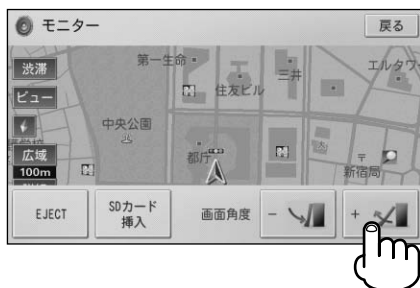 モニター
戻る
渋滞
第一生命
エルタワ
三井
ビュー
住友ビル
中央公園
広域
都庁
〒
100m
新宿局
EJECT
SDカード
挿入
画面角度
-
+